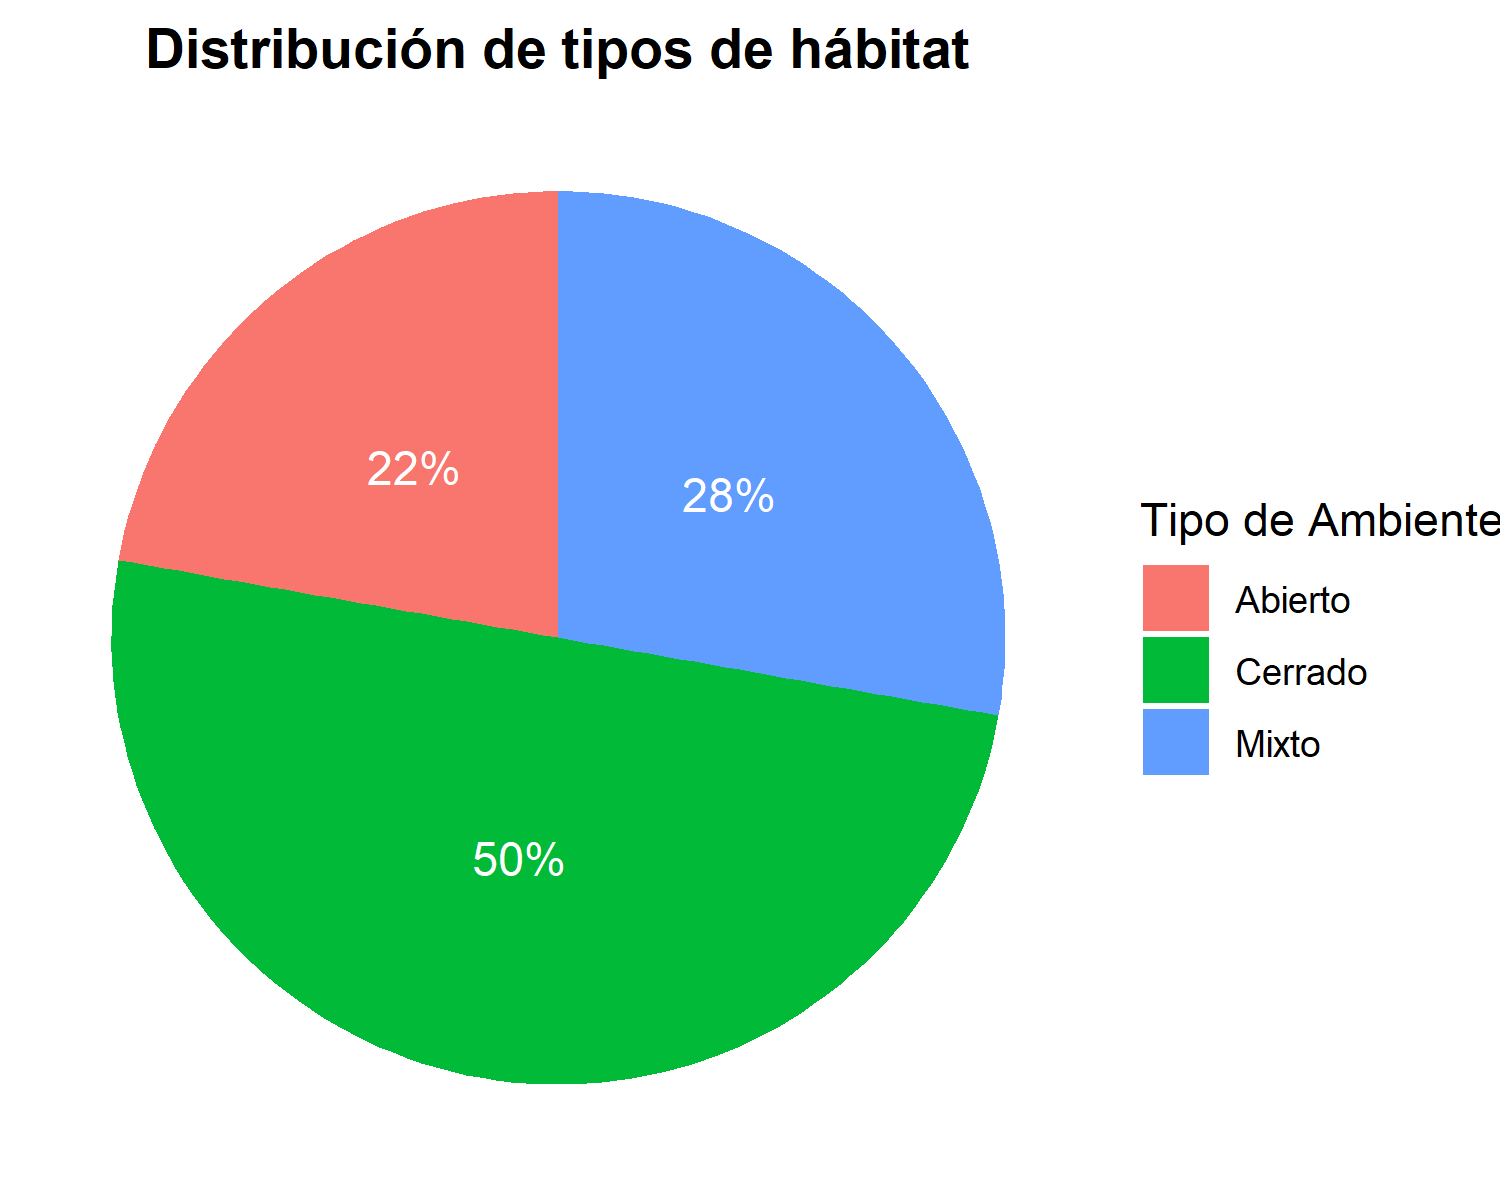 Distribución de tipos de hábitat
22%
28%
50%
Tipo de Ambiente
Abierto
Cerrado
Mixto